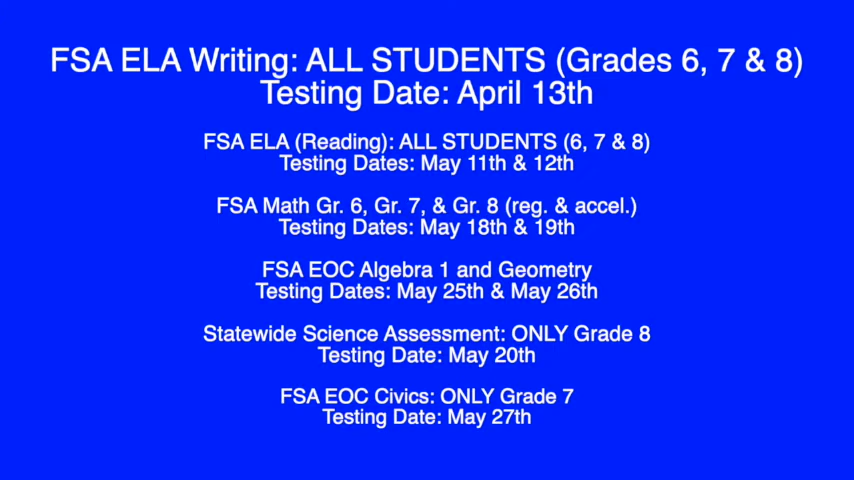 FSA ELA Writing: ALL STUDENTS (Grades 6, 7 & 8)
Testing Date: April 13th
FSA ELA (Reading): ALL STUDENTS (6, 7 & 8)
Testing Dates: May 11th & 12th
FSA Math Gr. 6, Gr. 7, & Gr. 8 (reg. & accel.)
Testing Dates: May 18th & 19th
FSA EOC Algebra 1 and Geometry
Testing Dates: May 25th & May 26th
Statewide Science Assessment: ONLY Grade 8
Testing Date: May 20th
FSA EOC Civics: ONLY Grade 7
Testing Date: May 27th